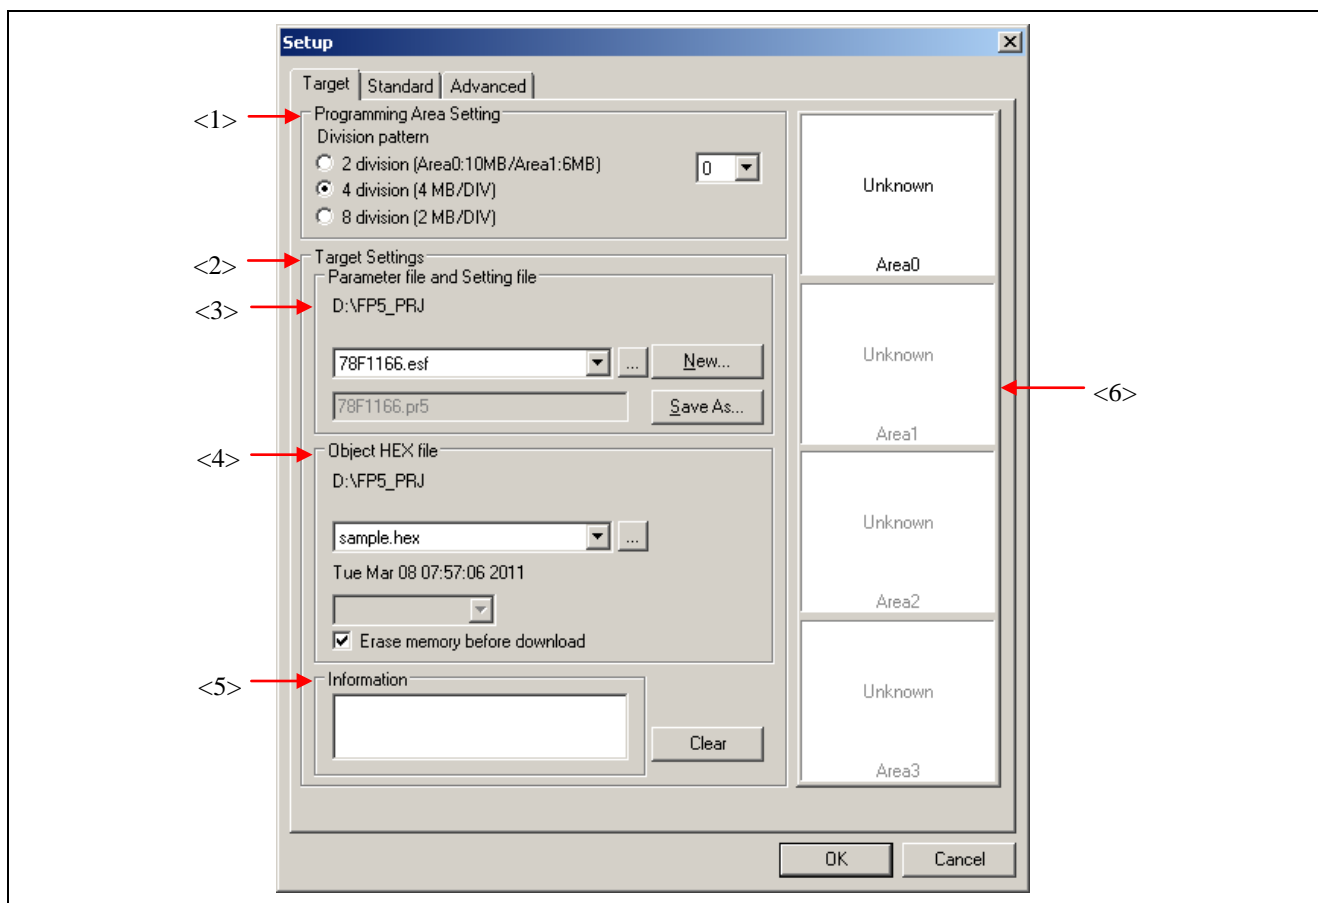 Setup
Target Standard Advanced
<1> Programming Area Setting
Division pattern
2 division (Area0:10MB/Area1:6MB)
0
4 division (4 MB/DIV)
8 division (2 MB/DIV)
<2> Target Settings
Parameter file and Setting file
<3> D:\FP5_PRJ
78F1166.esf ... New...
78F1166.pr5 Save As...
<4> Object HEX file
D:\FP5_PRJ
sample.hex ...
Tue Mar 08 07:57:06 2011
Erase memory before download
<5> Information
Clear
Unknown
Area0
Unknown
<6>
Area1
Unknown
Area2
Unknown
Area3
OK Cancel